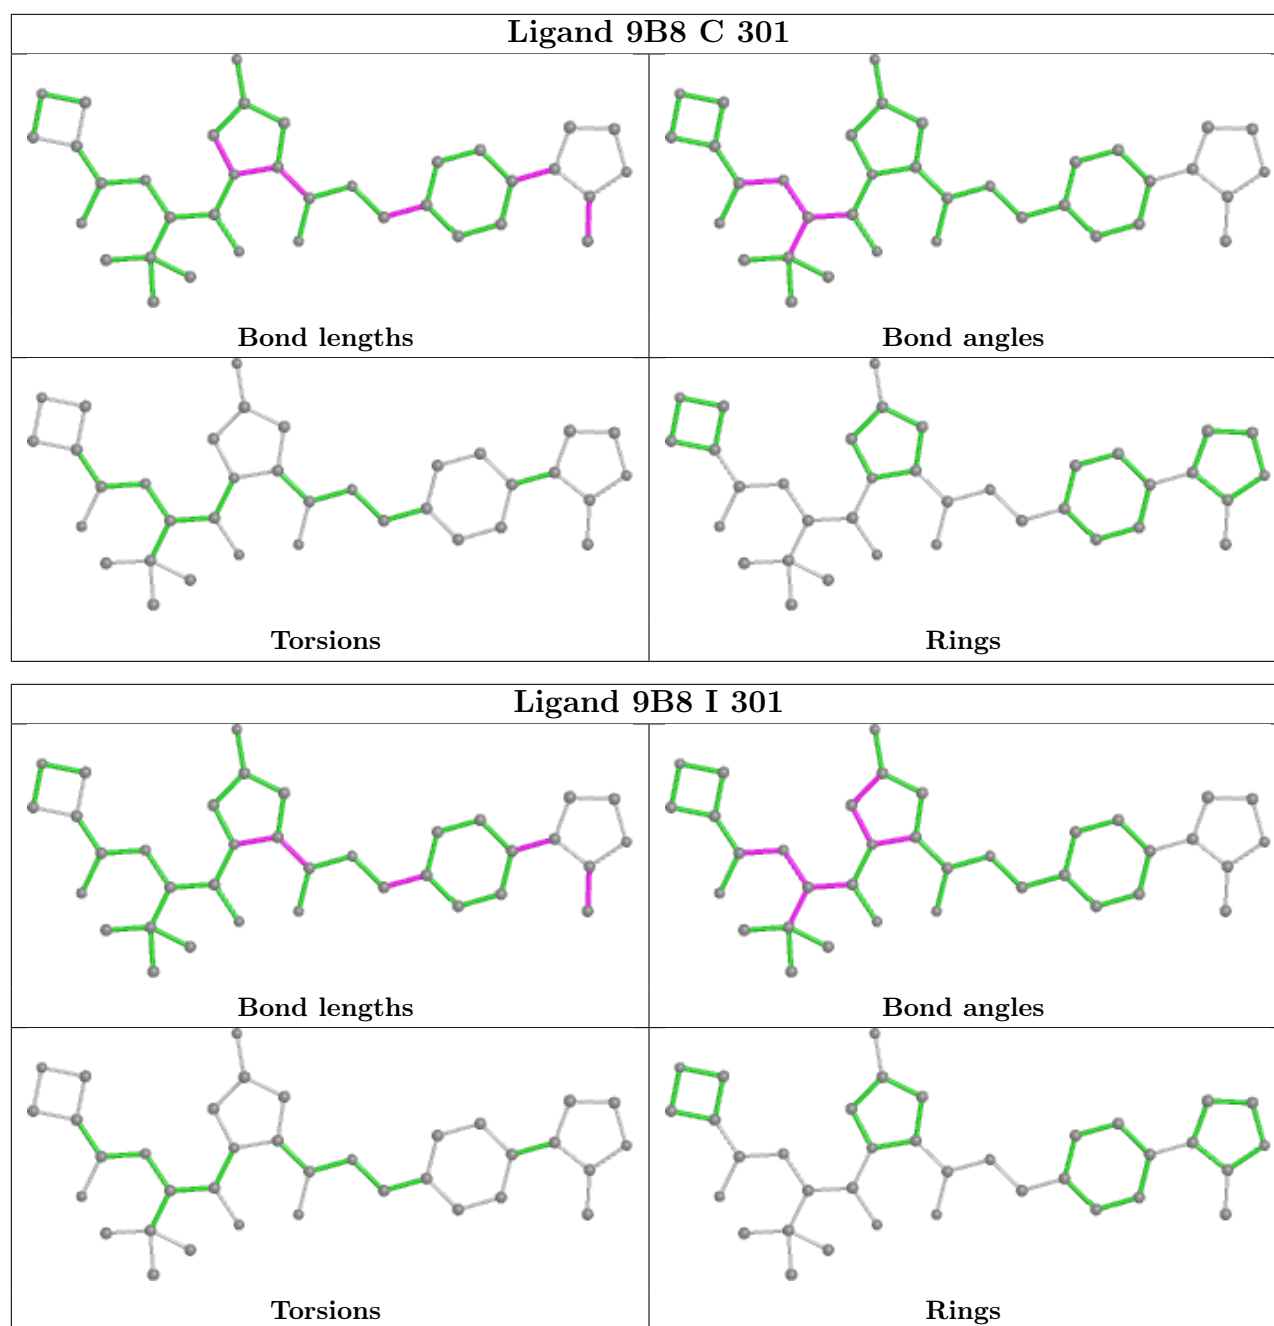 Ligand 9B8 C 301
Bond lengths
Bond angles
Torsions
Rings
Ligand 9B8 I 301
Bond lengths
Bond angles
Torsions
Rings